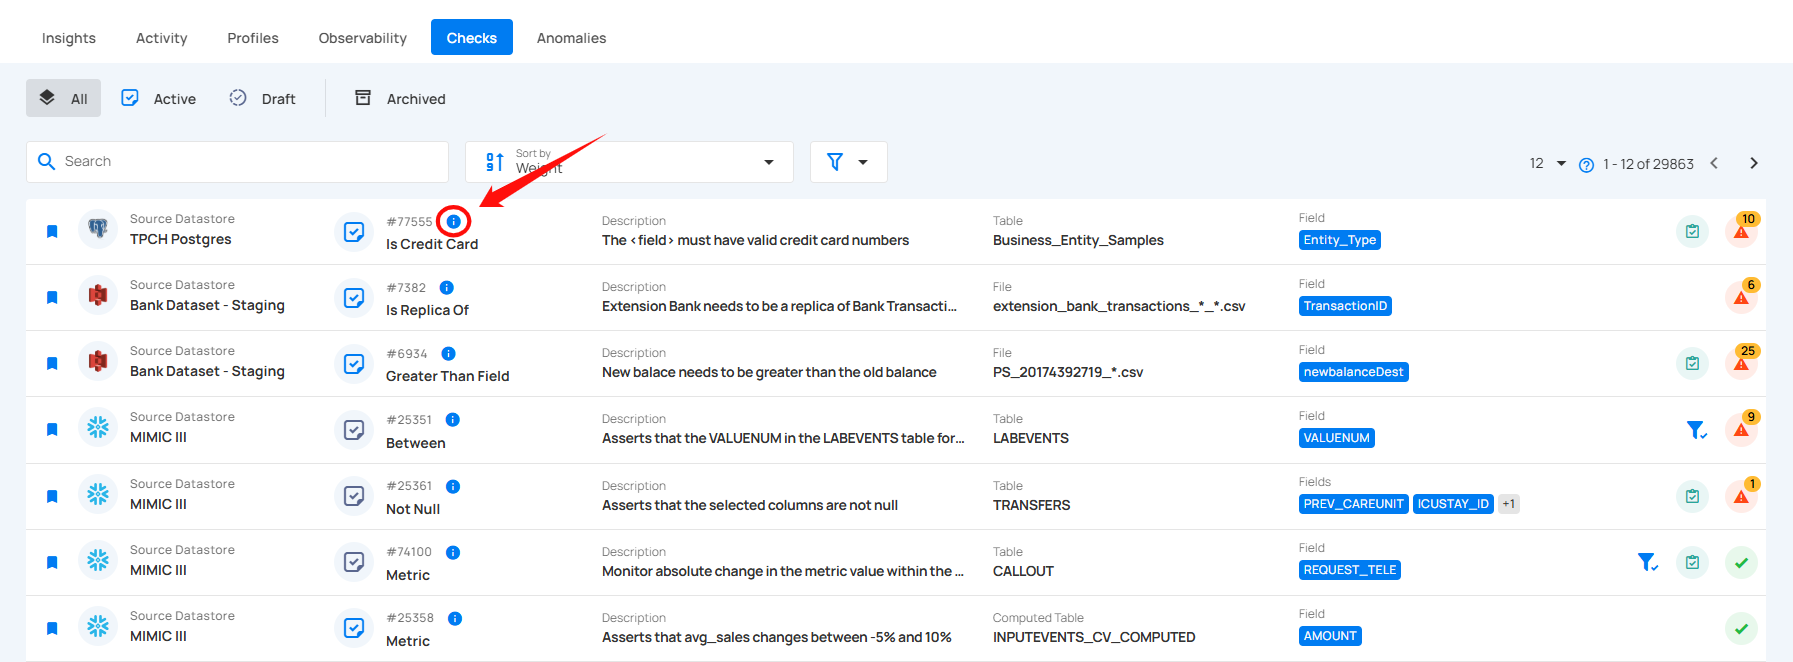 Insights Activity Profiles Observability Checks Anomalies
All Active Draft Archived
Search
Sort by
Weight
12 1 - 12 of 29863
Source Datastore
TPCH Postgres
#77555
Is Credit Card
Description
The <field> must have valid credit card numbers
Table
Business_Entity_Samples
Field
Entity_Type
10
Source Datastore
Bank Dataset - Staging
#7382
Is Replica Of
Description
Extension Bank needs to be a replica of Bank Transacti...
File
extension_bank_transactions_*_*.csv
Field
TransactionID
6
Source Datastore
Bank Dataset - Staging
#6934
Greater Than Field
Description
New balace needs to be greater than the old balance
File
PS_20174392719_*.csv
Field
newbalanceDest
25
Source Datastore
MIMIC III
#25351
Between
Description
Asserts that the VALUENUM in the LABEVENTS table for...
Table
LABEVENTS
Field
VALUENUM
9
Source Datastore
MIMIC III
#25361
Not Null
Description
Asserts that the selected columns are not null
Table
TRANSFERS
Fields
PREV_CAREUNIT ICUSTAY_ID +1
1
Source Datastore
MIMIC III
#74100
Metric
Description
Monitor absolute change in the metric value within the ...
Table
CALLOUT
Field
REQUEST_TELE
Source Datastore
MIMIC III
#25358
Metric
Description
Asserts that avg_sales changes between -5% and 10%
Computed Table
INPUTEVENTS_CV_COMPUTED
Field
AMOUNT